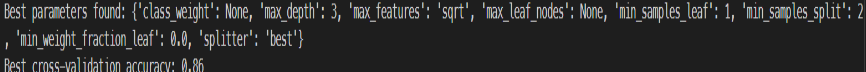 Best parameters found: {'class_weight': None, 'max_depth': 3, 'max_features': 'sqrt', 'max_leaf_nodes': None, 'min_samples_leaf': 1, 'min_samples_split': 2
, 'min_weight_fraction_leaf': 0.0, 'splitter': 'best'}
Best cross-validation accuracy: 0.86